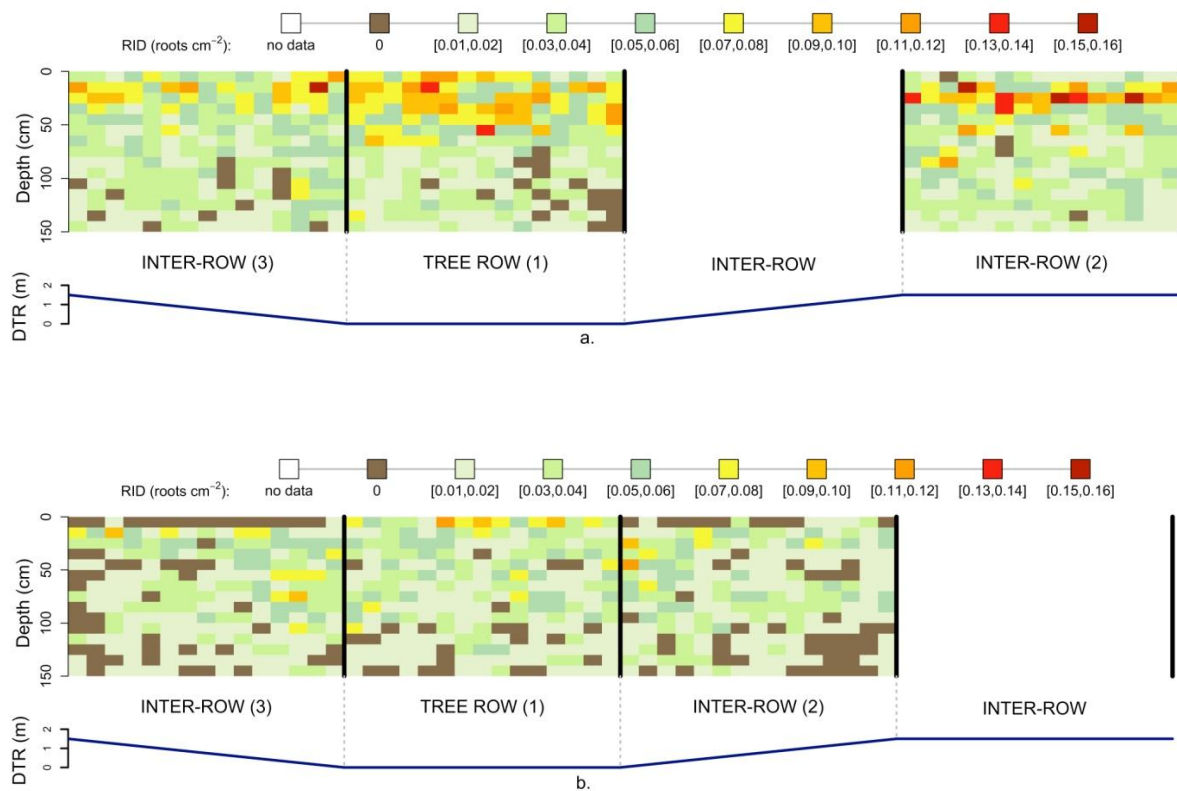 RID (roots cm⁻²): no data 0 [0.01,0.02] [0.03,0.04] [0.05,0.06] [0.07,0.08] [0.09,0.10] [0.11,0.12] [0.13,0.14] [0.15,0.16]
Depth (cm)
0
50
100
150
INTER-ROW (3) TREE ROW (1) INTER-ROW INTER-ROW (2)
DTR (m)
2
1
0
a.
RID (roots cm⁻²): no data 0 [0.01,0.02] [0.03,0.04] [0.05,0.06] [0.07,0.08] [0.09,0.10] [0.11,0.12] [0.13,0.14] [0.15,0.16]
Depth (cm)
0
50
100
150
INTER-ROW (3) TREE ROW (1) INTER-ROW (2) INTER-ROW
DTR (m)
2
1
0
b.